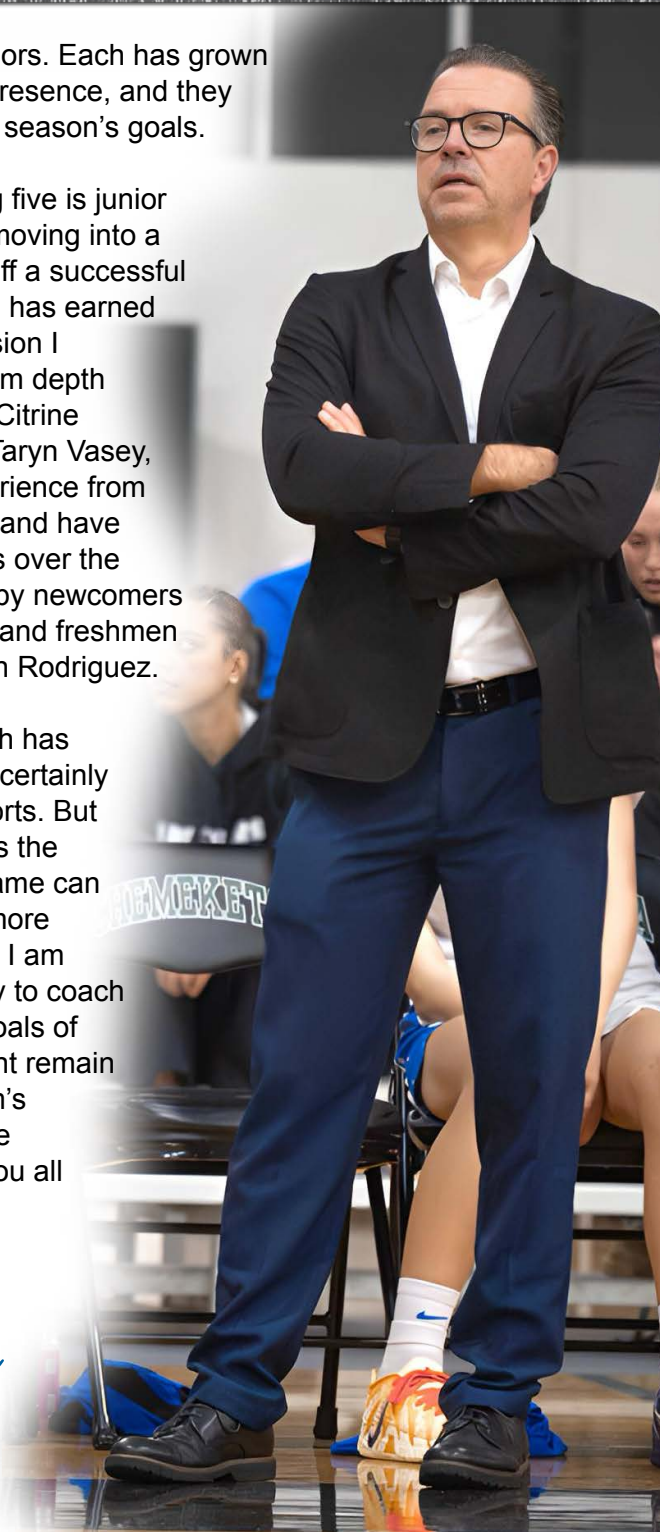 ors. Each has grown
resence, and they
season’s goals.
g five is junior
moving into a
ff a successful
has earned
sion I
m depth
Citrine
Taryn Vasey,
rience from
and have
s over the
by newcomers
and freshmen
n Rodriguez.
h has
certainly
orts. But
s the
ame can
more
I am
y to coach
oals of
nt remain
n’s
e
ou all
HEMEKET